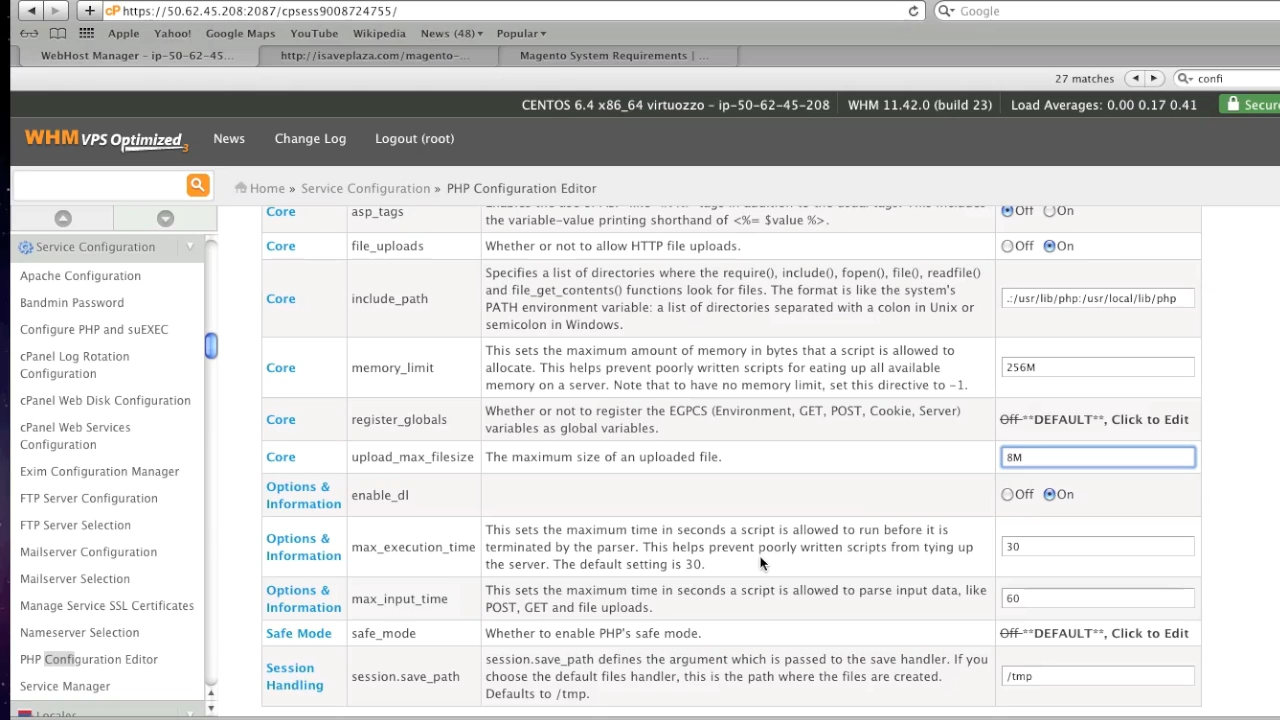 cP https://50.62.45.208:2087/cpsess9008724755/
Google
Apple Yahoo! Google Maps YouTube Wikipedia News (48) Popular
WebHost Manager – ip-50-62-45... http://isaveplaza.com/magento-... Magento System Requirements | ...
27 matches confi
CENTOS 6.4 x86_64 virtuozzo – ip-50-62-45-208 WHM 11.42.0 (build 23) Load Averages: 0.00 0.17 0.41 Secure
WHM VPS Optimized 3 News Change Log Logout (root)
Home » Service Configuration » PHP Configuration Editor
Service Configuration
Apache Configuration
Bandmin Password
Configure PHP and suEXEC
cPanel Log Rotation
Configuration
cPanel Web Disk Configuration
cPanel Web Services
Configuration
Exim Configuration Manager
FTP Server Configuration
FTP Server Selection
Mailserver Configuration
Mailserver Selection
Manage Service SSL Certificates
Nameserver Selection
PHP Configuration Editor
Service Manager
Locales
Core asp_tags
the variable-value printing shorthand of <%= $value %>.
Off On
Core file_uploads Whether or not to allow HTTP file uploads. Off On
Core include_path
Specifies a list of directories where the require(), include(), fopen(), file(), readfile()
and file_get_contents() functions look for files. The format is like the system's
PATH environment variable: a list of directories separated with a colon in Unix or
semicolon in Windows.
.:/usr/lib/php:/usr/local/lib/php
Core memory_limit
This sets the maximum amount of memory in bytes that a script is allowed to
allocate. This helps prevent poorly written scripts for eating up all available
memory on a server. Note that to have no memory limit, set this directive to -1.
256M
Core register_globals
Whether or not to register the EGPCS (Environment, GET, POST, Cookie, Server)
variables as global variables.
Off **DEFAULT**, Click to Edit
Core upload_max_filesize The maximum size of an uploaded file. 8M
Options &
Information
enable_dl Off On
Options &
Information
max_execution_time
This sets the maximum time in seconds a script is allowed to run before it is
terminated by the parser. This helps prevent poorly written scripts from tying up
the server. The default setting is 30.
30
Options &
Information
max_input_time
This sets the maximum time in seconds a script is allowed to parse input data, like
POST, GET and file uploads.
60
Safe Mode safe_mode Whether to enable PHP's safe mode. Off **DEFAULT**, Click to Edit
Session
Handling
session.save_path
session.save_path defines the argument which is passed to the save handler. If you
choose the default files handler, this is the path where the files are created.
Defaults to /tmp.
/tmp